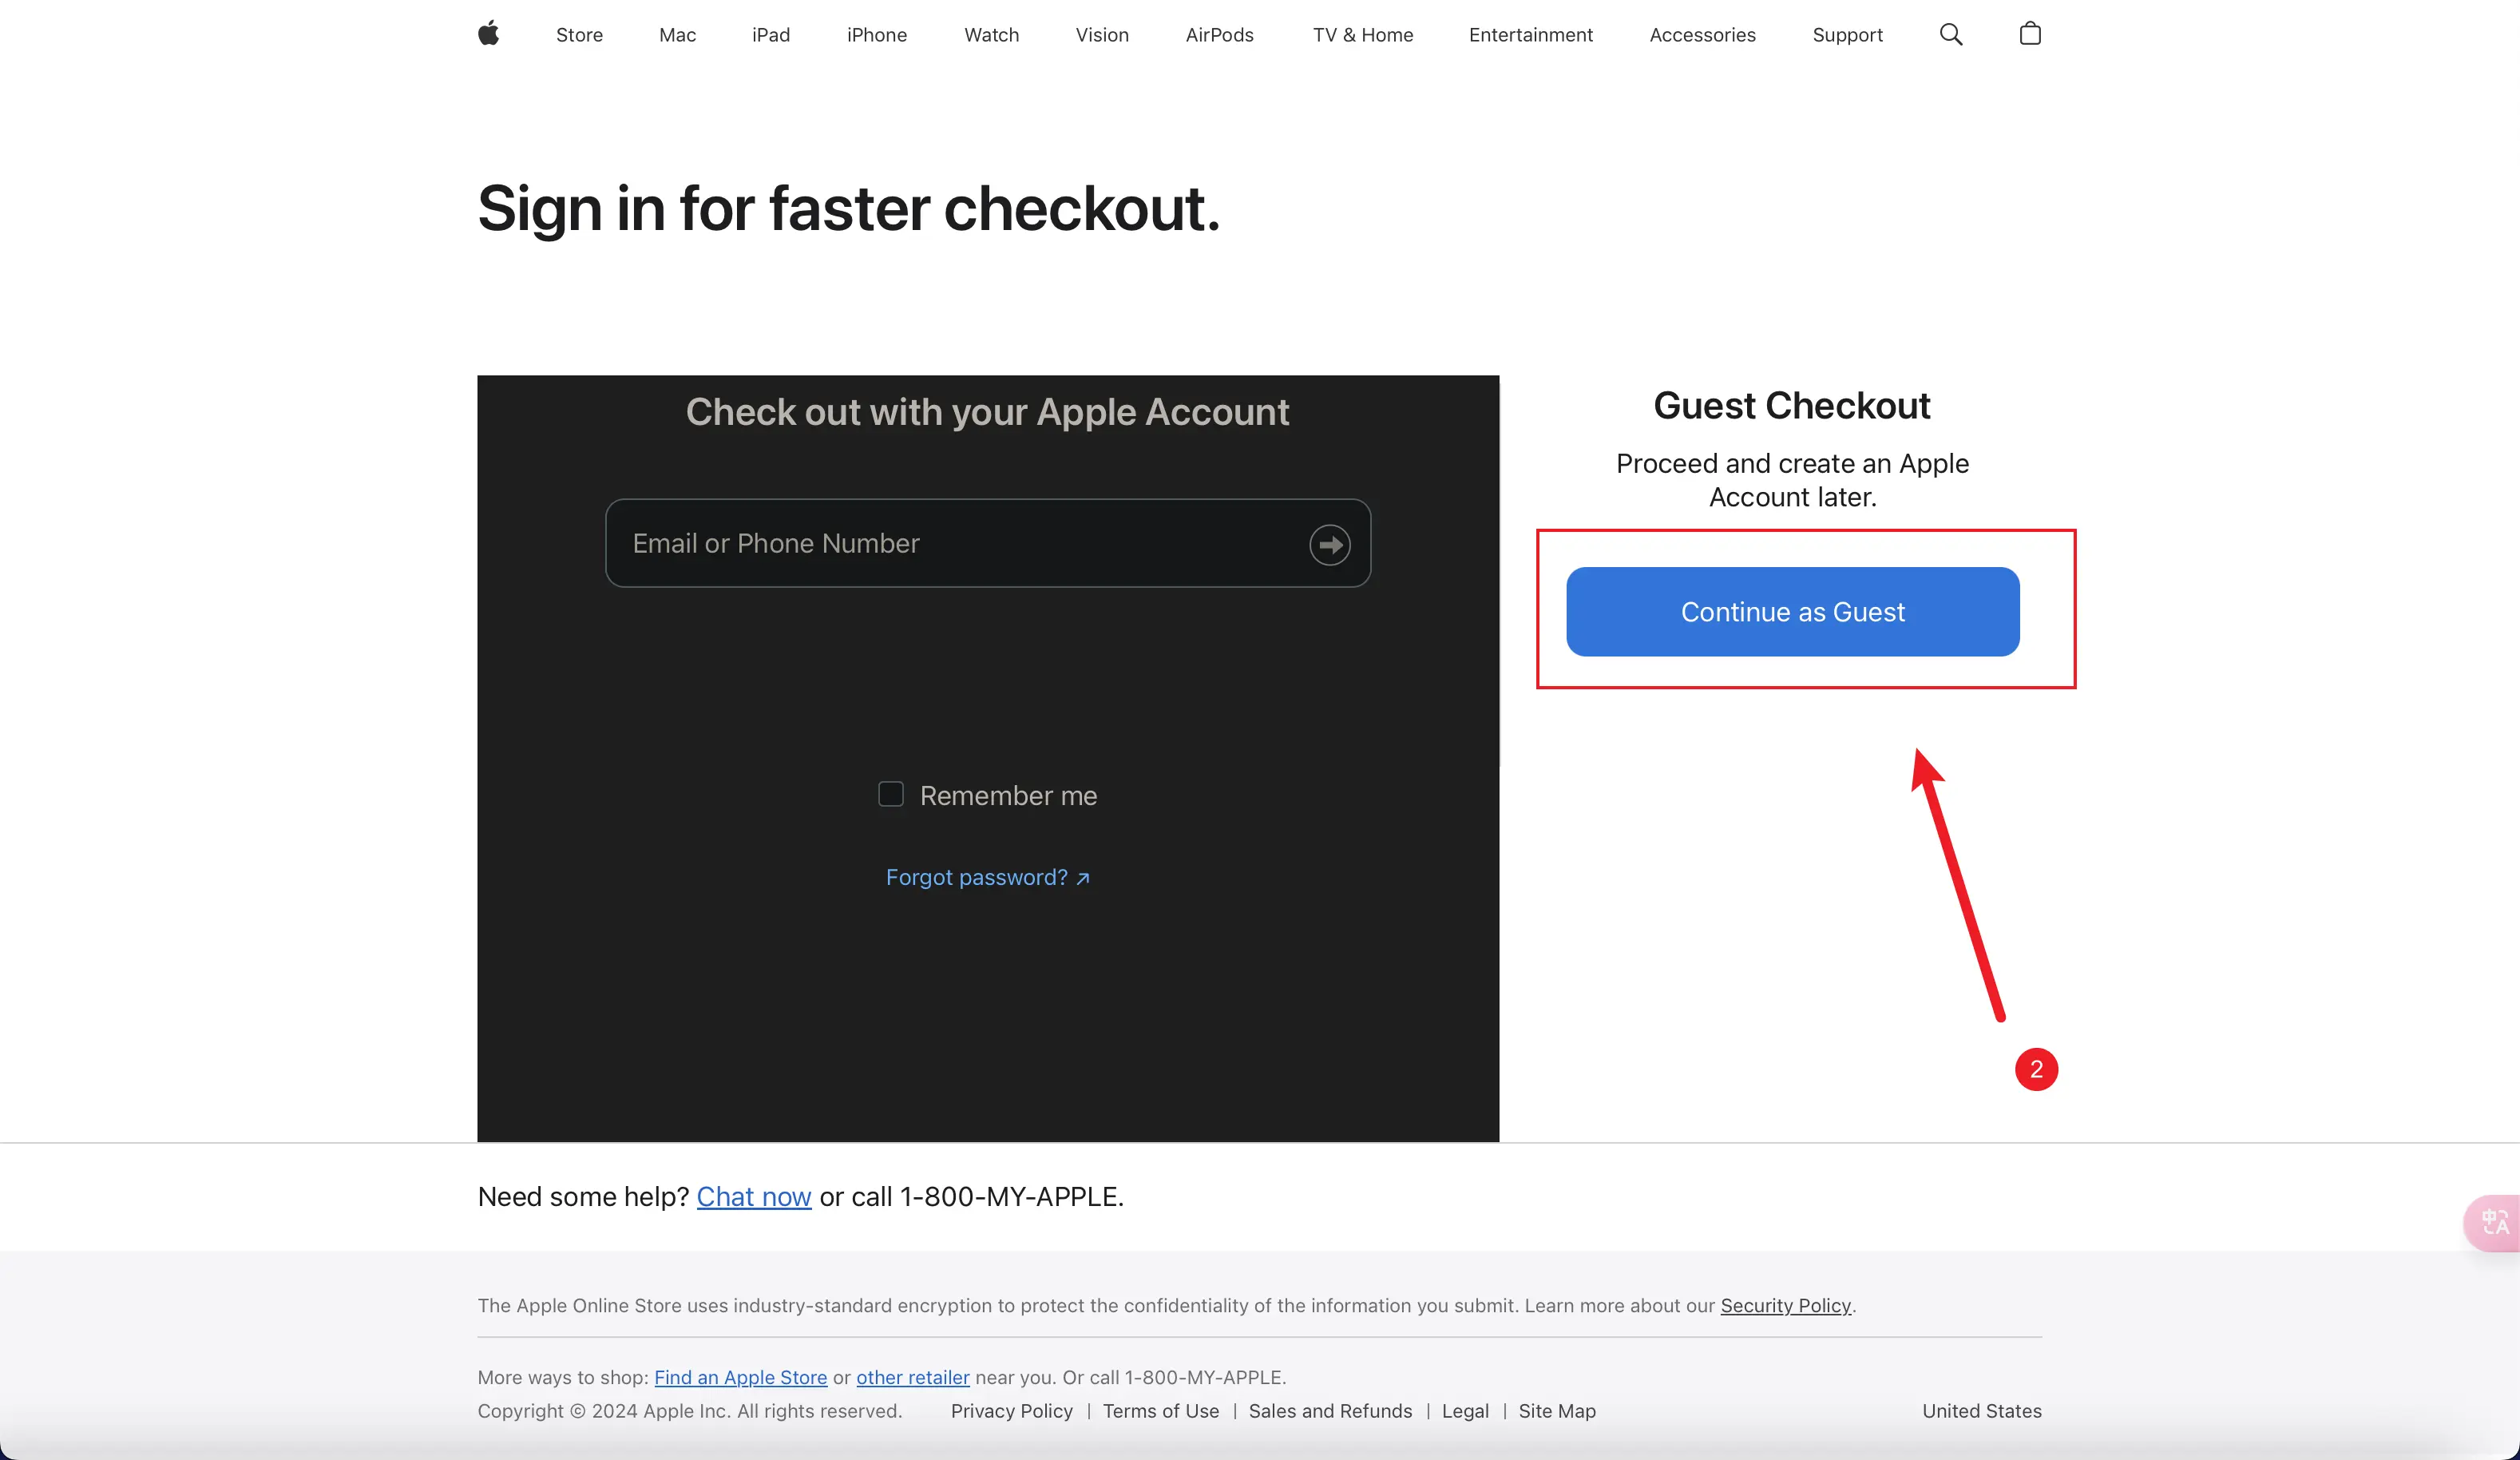 Store Mac iPad iPhone Watch Vision AirPods TV & Home Entertainment Accessories Support
Sign in for faster checkout.
Check out with your Apple Account
Email or Phone Number
Remember me
Forgot password? ↗
Guest Checkout
Proceed and create an Apple
Account later.
Continue as Guest
2
Need some help? Chat now or call 1-800-MY-APPLE.
中A
The Apple Online Store uses industry-standard encryption to protect the confidentiality of the information you submit. Learn more about our Security Policy.
More ways to shop: Find an Apple Store or other retailer near you. Or call 1-800-MY-APPLE.
Copyright © 2024 Apple Inc. All rights reserved. Privacy Policy | Terms of Use | Sales and Refunds | Legal | Site Map United States